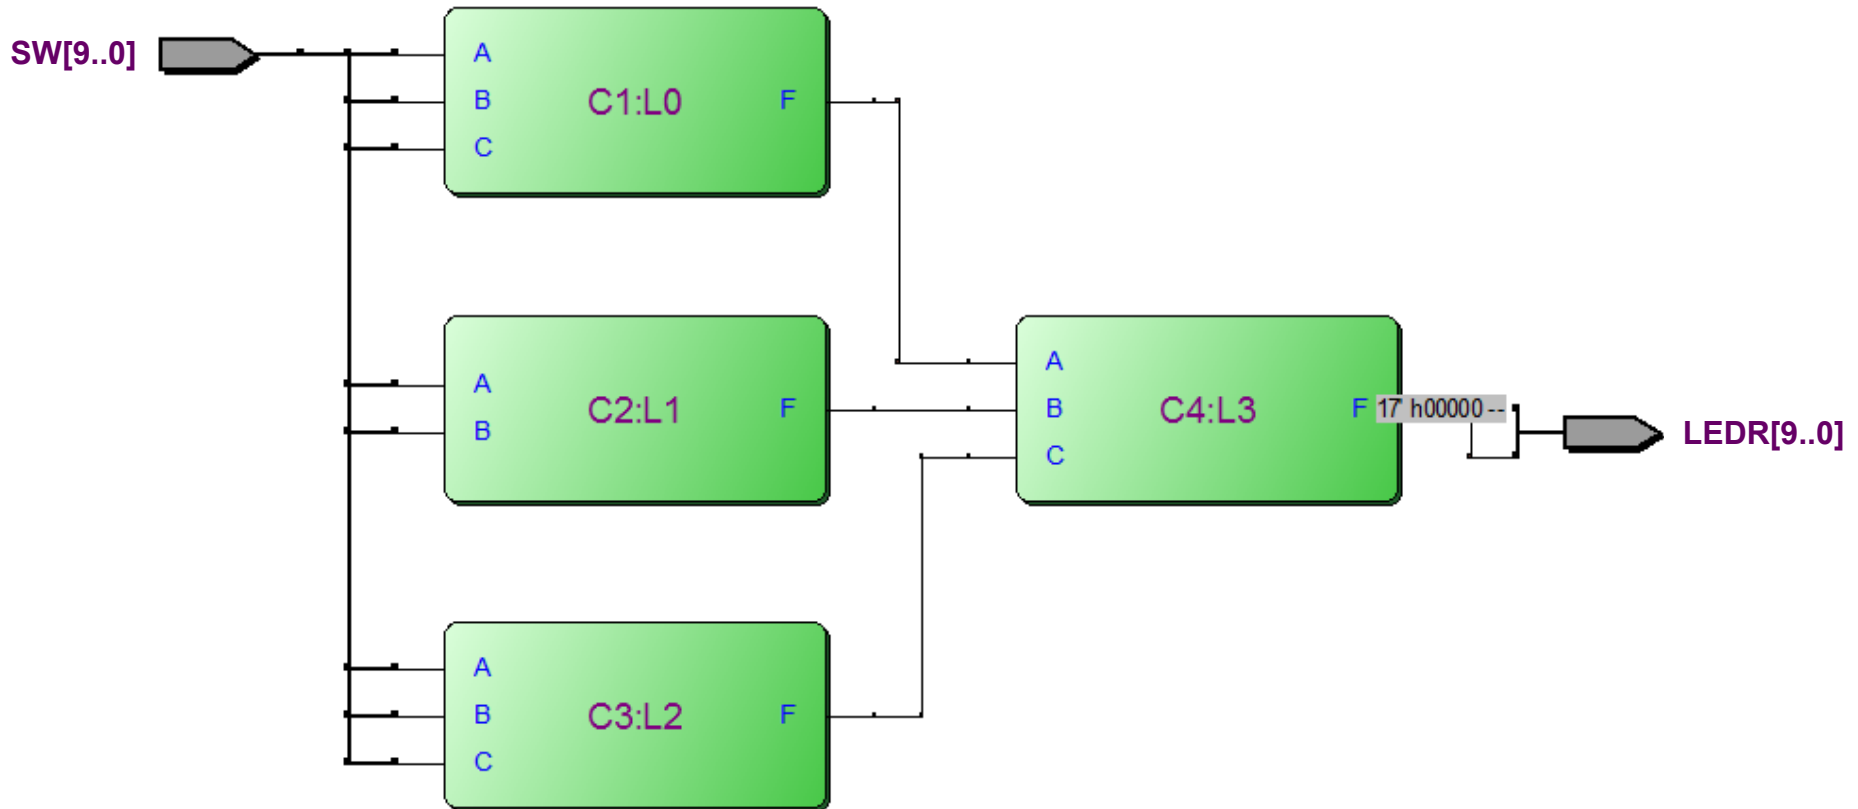 SW[9..0]
A
B
C
C1:L0
F
A
B
C2:L1
F
A
B
C
C3:L2
F
A
B
C
C4:L3
F
17' h00000 --
LEDR[9..0]